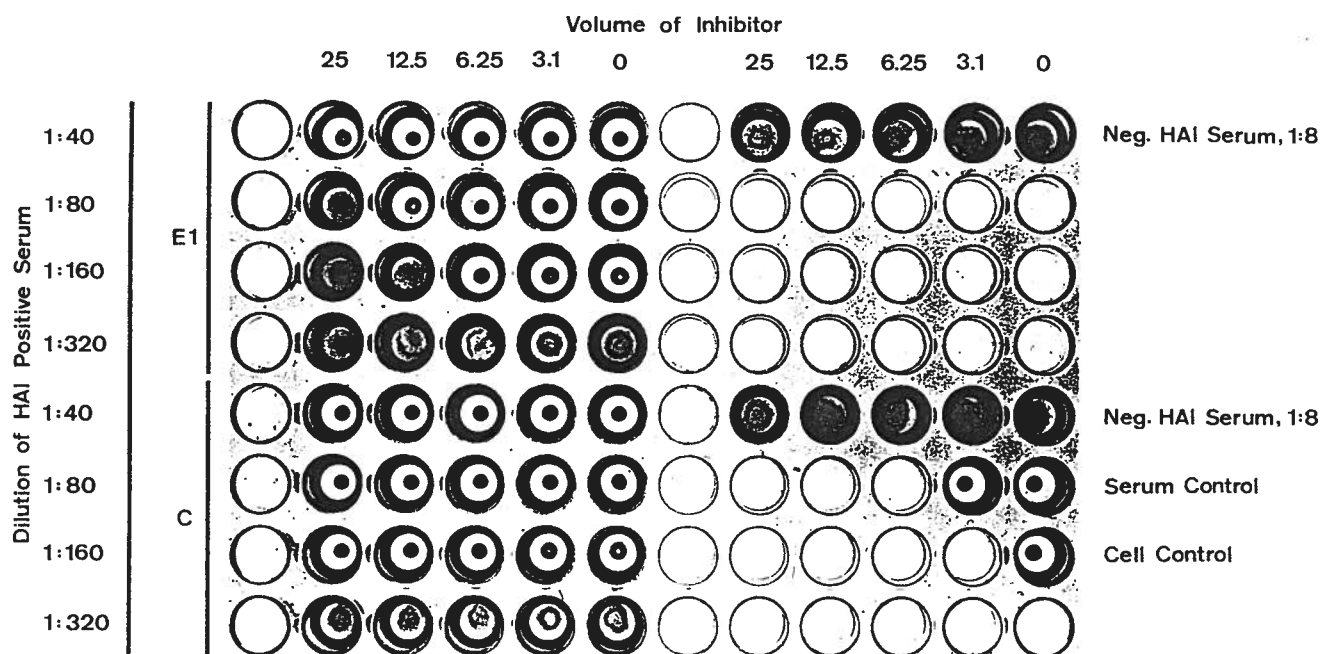 Volume of Inhibitor
25 12.5 6.25 3.1 0 25 12.5 6.25 3.1 0
Dilution of HAI Positive Serum
E1
1:40 Neg. HAI Serum, 1:8
1:80
1:160
1:320
C
1:40 Neg. HAI Serum, 1:8
1:80 Serum Control
1:160 Cell Control
1:320